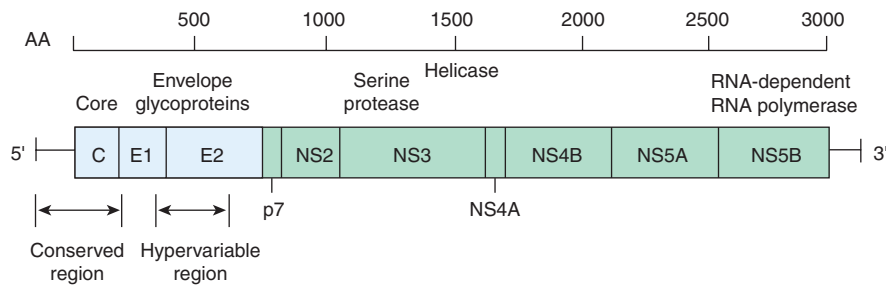 AA 500 1000 1500 2000 2500 3000
Core
Envelope
glycoproteins
Serine
protease
Helicase
RNA-dependent
RNA polymerase
5' C E1 E2 NS2 NS3 NS4B NS5A NS5B 3'
p7 NS4A
Conserved
region
Hypervariable
region